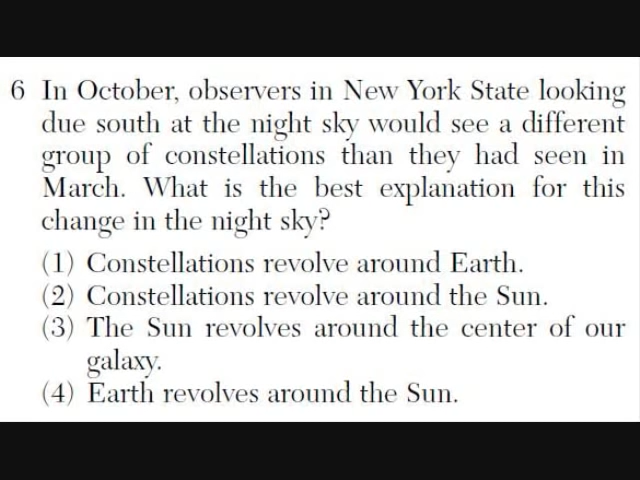 6 In October, observers in New York State looking
due south at the night sky would see a different
group of constellations than they had seen in
March. What is the best explanation for this
change in the night sky?
(1) Constellations revolve around Earth.
(2) Constellations revolve around the Sun.
(3) The Sun revolves around the center of our
galaxy.
(4) Earth revolves around the Sun.